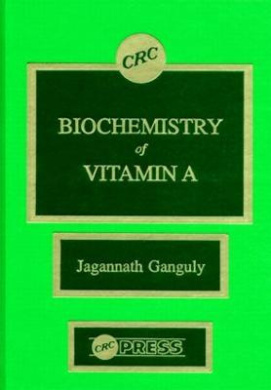 CRC
BIOCHEMISTRY
of
VITAMIN A
Jagannath Ganguly
CRC PRESS